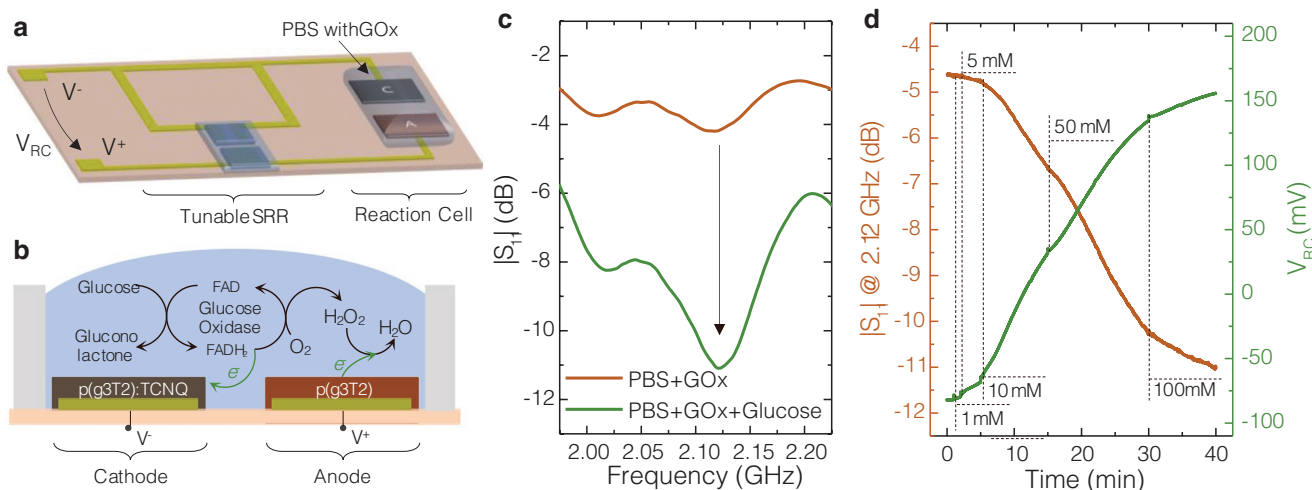 a
PBS withGOx
C
A
V-
V+
VRC
Tunable SRR
Reaction Cell
b
Glucose
FAD
Glucose
Oxidase
Glucono
lactone
FADH2
O2
H2O2
H2O
e-
e-
p(g3T2):TCNQ
p(g3T2)
V-
V+
Cathode
Anode
c
|S11| (dB)
-2
-4
-6
-8
-10
-12
PBS+GOx
PBS+GOx+Glucose
2.00
2.05
2.10
2.15
2.20
Frequency (GHz)
d
|S11| @ 2.12 GHz (dB)
-4
-5
-6
-7
-8
-9
-10
-11
-12
5 mM
50 mM
10 mM
1 mM
100mM
200
150
100
50
0
-50
-100
VRC (mV)
0
10
20
30
40
Time (min)